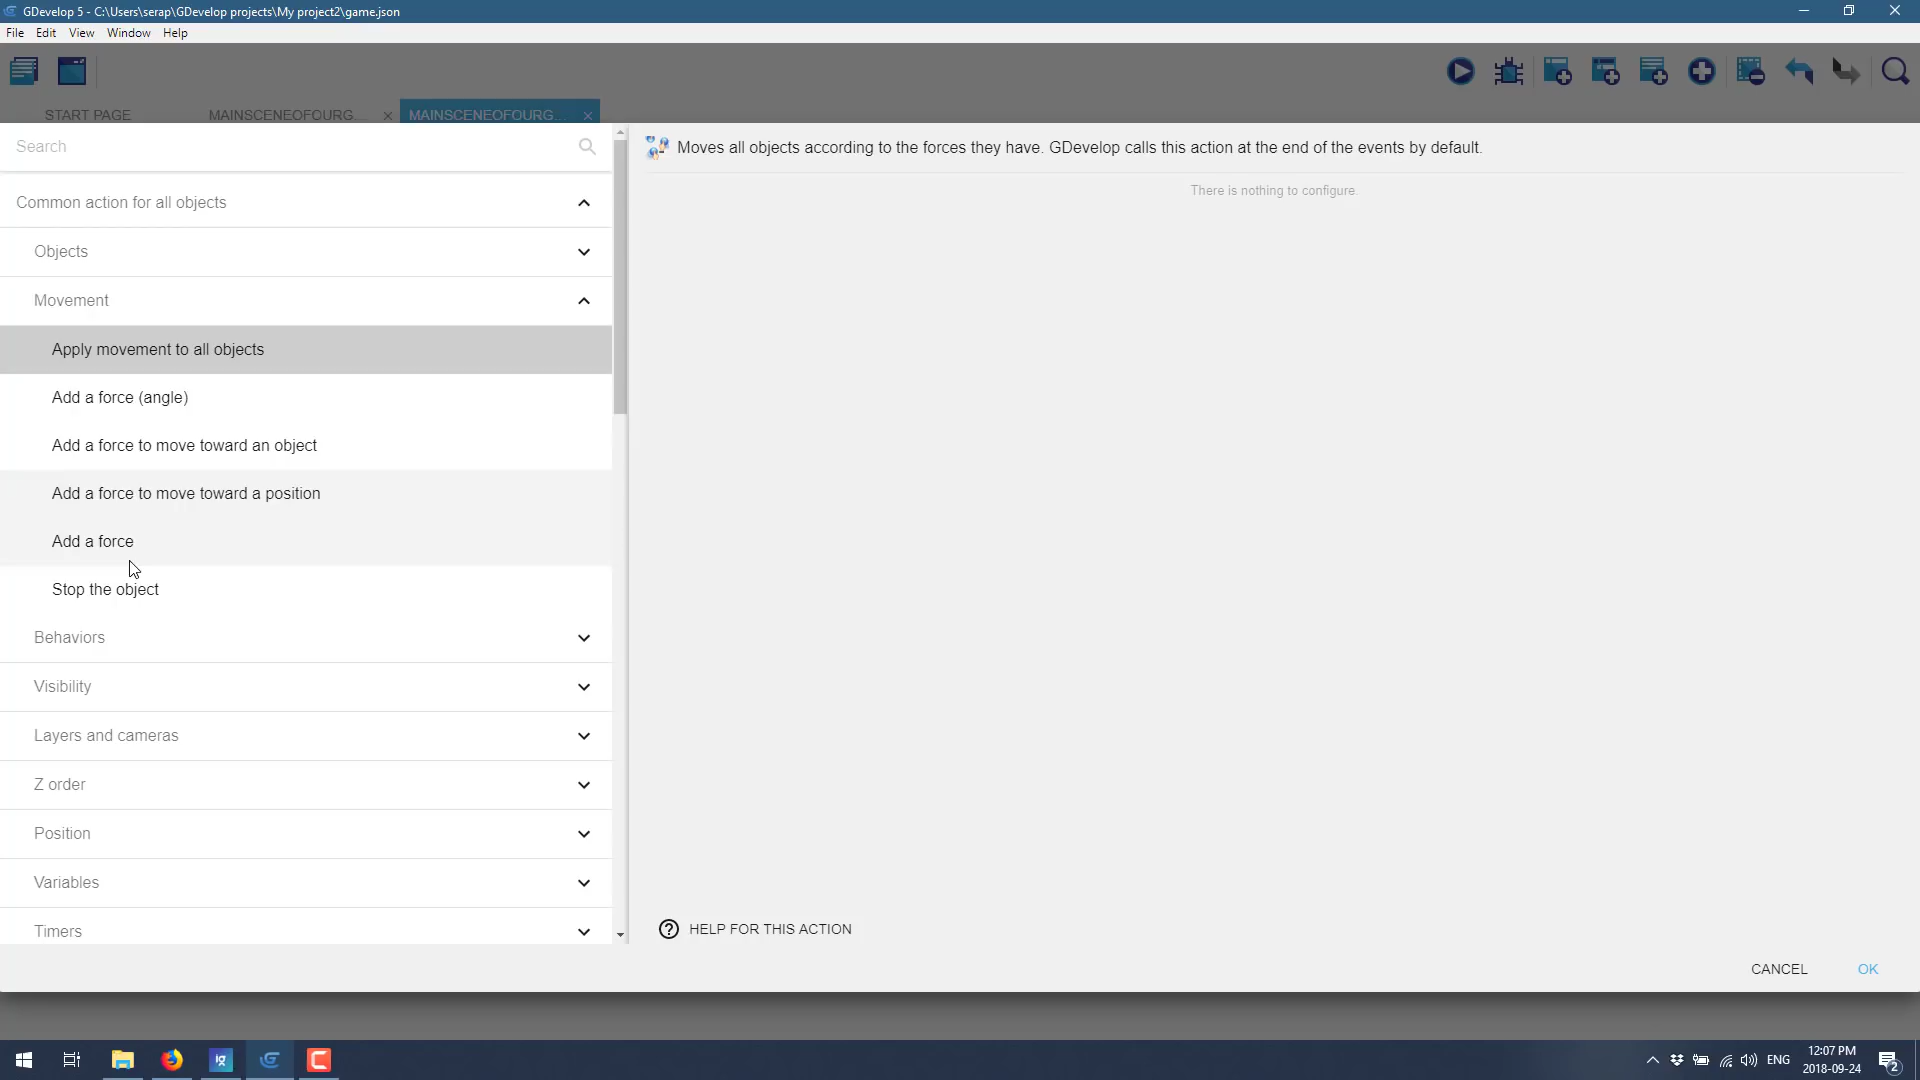 GDevelop 5 - C:\Users\serap\GDevelop projects\My project2\game.json
File Edit View Window Help
START PAGE MAINSCENEOFOURG... MAINSCENEOFOURG...
Search
Common action for all objects
Objects
Movement
Apply movement to all objects
Add a force (angle)
Add a force to move toward an object
Add a force to move toward a position
Add a force
Stop the object
Behaviors
Visibility
Layers and cameras
Z order
Position
Variables
Timers
Moves all objects according to the forces they have. GDevelop calls this action at the end of the events by default.
There is nothing to configure.
HELP FOR THIS ACTION
CANCEL OK
ENG
12:07 PM
2018-09-24
2